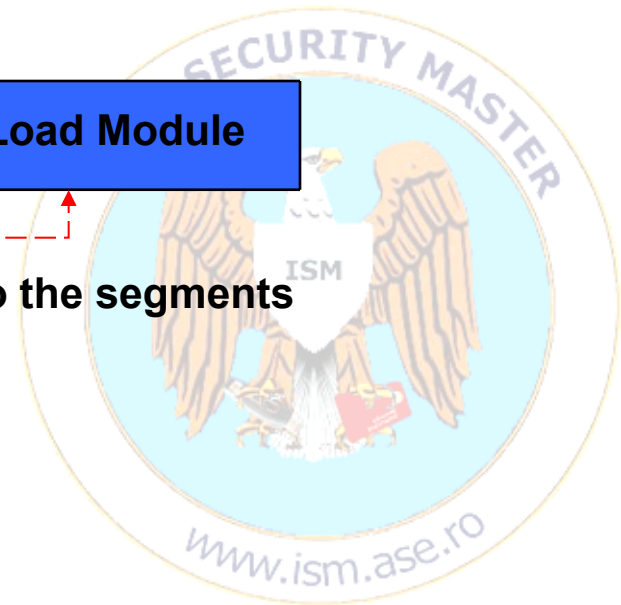 SECURITY MASTER
Load Module
ISM
the segments
www.ism.ase.ro